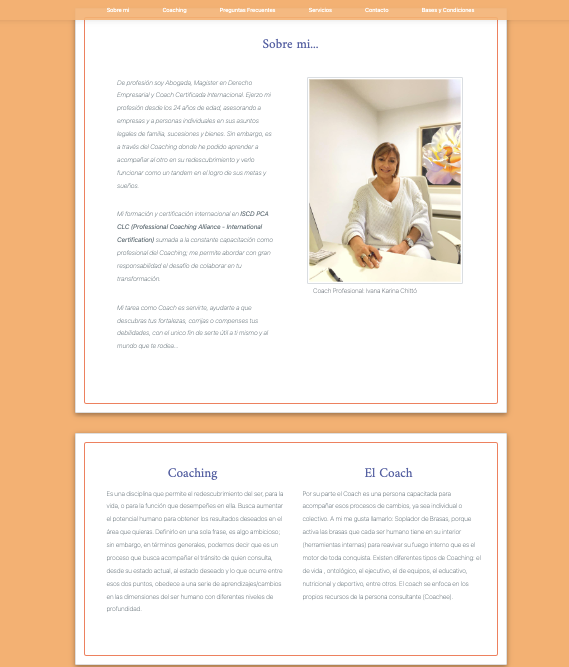 Sobre mi
Coaching
Preguntas Frecuentes
Servicios
Contacto
Bases y Condiciones
Sobre mi...
De profesión soy Abogada, Magister en Derecho
Empresarial y Coach Certificada Internacional. Ejerzo mi
profesión desde los 24 años de edad, asesorando a
empresas y a personas individuales en sus asuntos
legales de familia, sucesiones y bienes. Sin embargo, es
a través del Coaching donde he podido aprender a
acompañar al otro en su redescubrimiento y verlo
funcionar como un tandem en el logro de sus metas y
sueños.
Mi formación y certificación internacional en ISCD PCA
CLC (Professional Coaching Alliance - International
Certification) sumada a la constante capacitación como
profesional del Coaching, me permite abordar con gran
responsabilidad el desafío de colaborar en tu
transformación.
Mi tarea como Coach es servirte, ayudarte a que
descubras tus fortalezas, corrijas o compenses tus
debilidades, con el unico fin de serte útil a ti mismo y al
mundo que te rodea...
Coach Profesional: Ivana Karina Chittó
Coaching
Es una disciplina que permite el redescubrimiento del ser, para la
vida, o para la función que desempeñes en ella. Busca aumentar
el potencial humano para obtener los resultados deseados en el
área que quieras. Definirlo en una sola frase, es algo ambicioso;
sin embargo, en términos generales, podemos decir que es un
proceso que busca acompañar el tránsito de quien consulta,
desde su estado actual, al estado deseado y lo que ocurre entre
esos dos puntos, obedece a una serie de aprendizajes/cambios
en las dimensiones del ser humano con diferentes niveles de
profundidad.
El Coach
Por su parte el Coach es una persona capacitada para
acompañar esos procesos de cambios, ya sea individual o
colectivo. A mi me gusta llamarlo: Soplador de Brasas, porque
activa las brasas que cada ser humano tiene en su interior
(herramientas internas) para reavivar su fuego interno que es el
motor de toda conquista. Existen diferentes tipos de Coaching: el
de vida , ontológico, el ejecutivo, el de equipos, el educativo,
nutricional y deportivo, entre otros. El coach se enfoca en los
propios recursos de la persona consultante (Coachee).